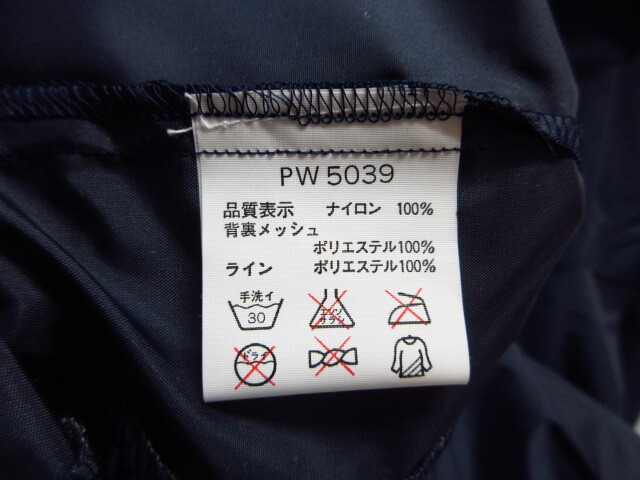 PW5039
品質表示 ナイロン 100%
背裏メッシュ
ポリエステル100%
ライン ポリエステル100%
手洗イ
30
エンソ
サラシ
ドライ